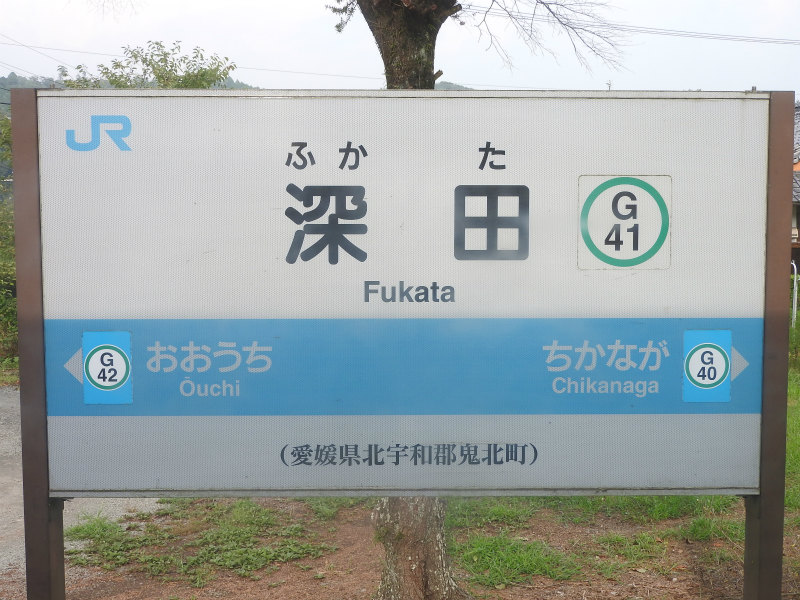 JR
ふかた
深田
G
41
Fukata
G
42
おおうち
Ōuchi
ちかなが
Chikanaga
G
40
(愛媛県北宇和郡鬼北町)